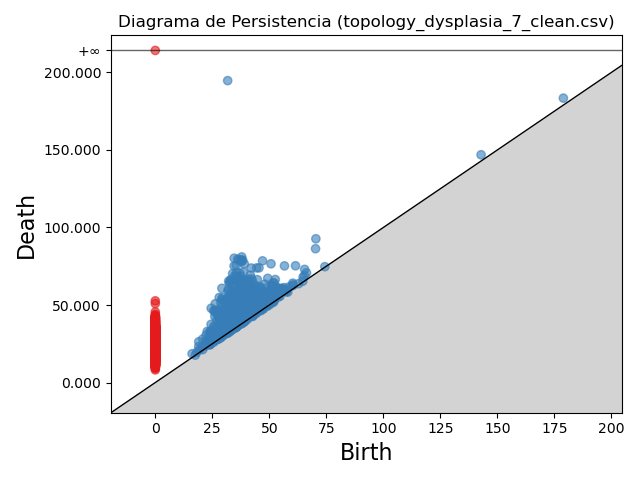 Diagrama de Persistencia (topology_dysplasia_7_clean.csv)
+∞
200.000
150.000
100.000
50.000
0.000
Death
0 25 50 75 100 125 150 175 200
Birth